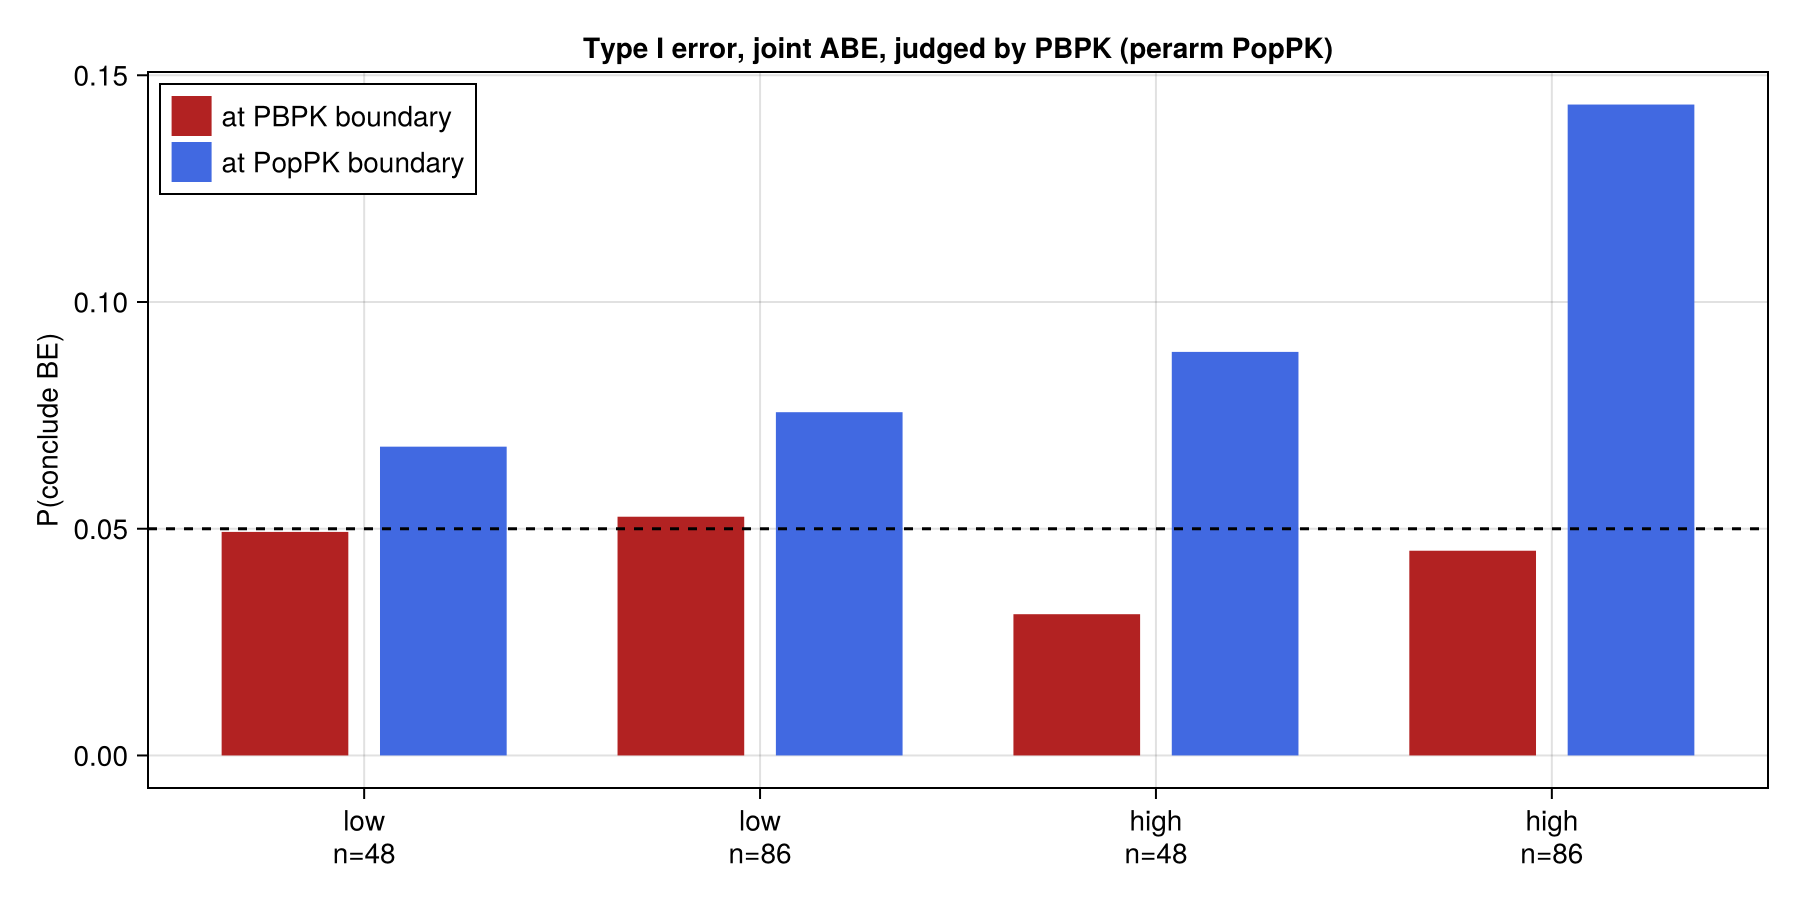 Type I error, joint ABE, judged by PBPK (perarm PopPK)
0.15
at PBPK boundary
at PopPK boundary
0.10
P(conclude BE)
0.05
0.00
low
n=48
low
n=86
high
n=48
high
n=86